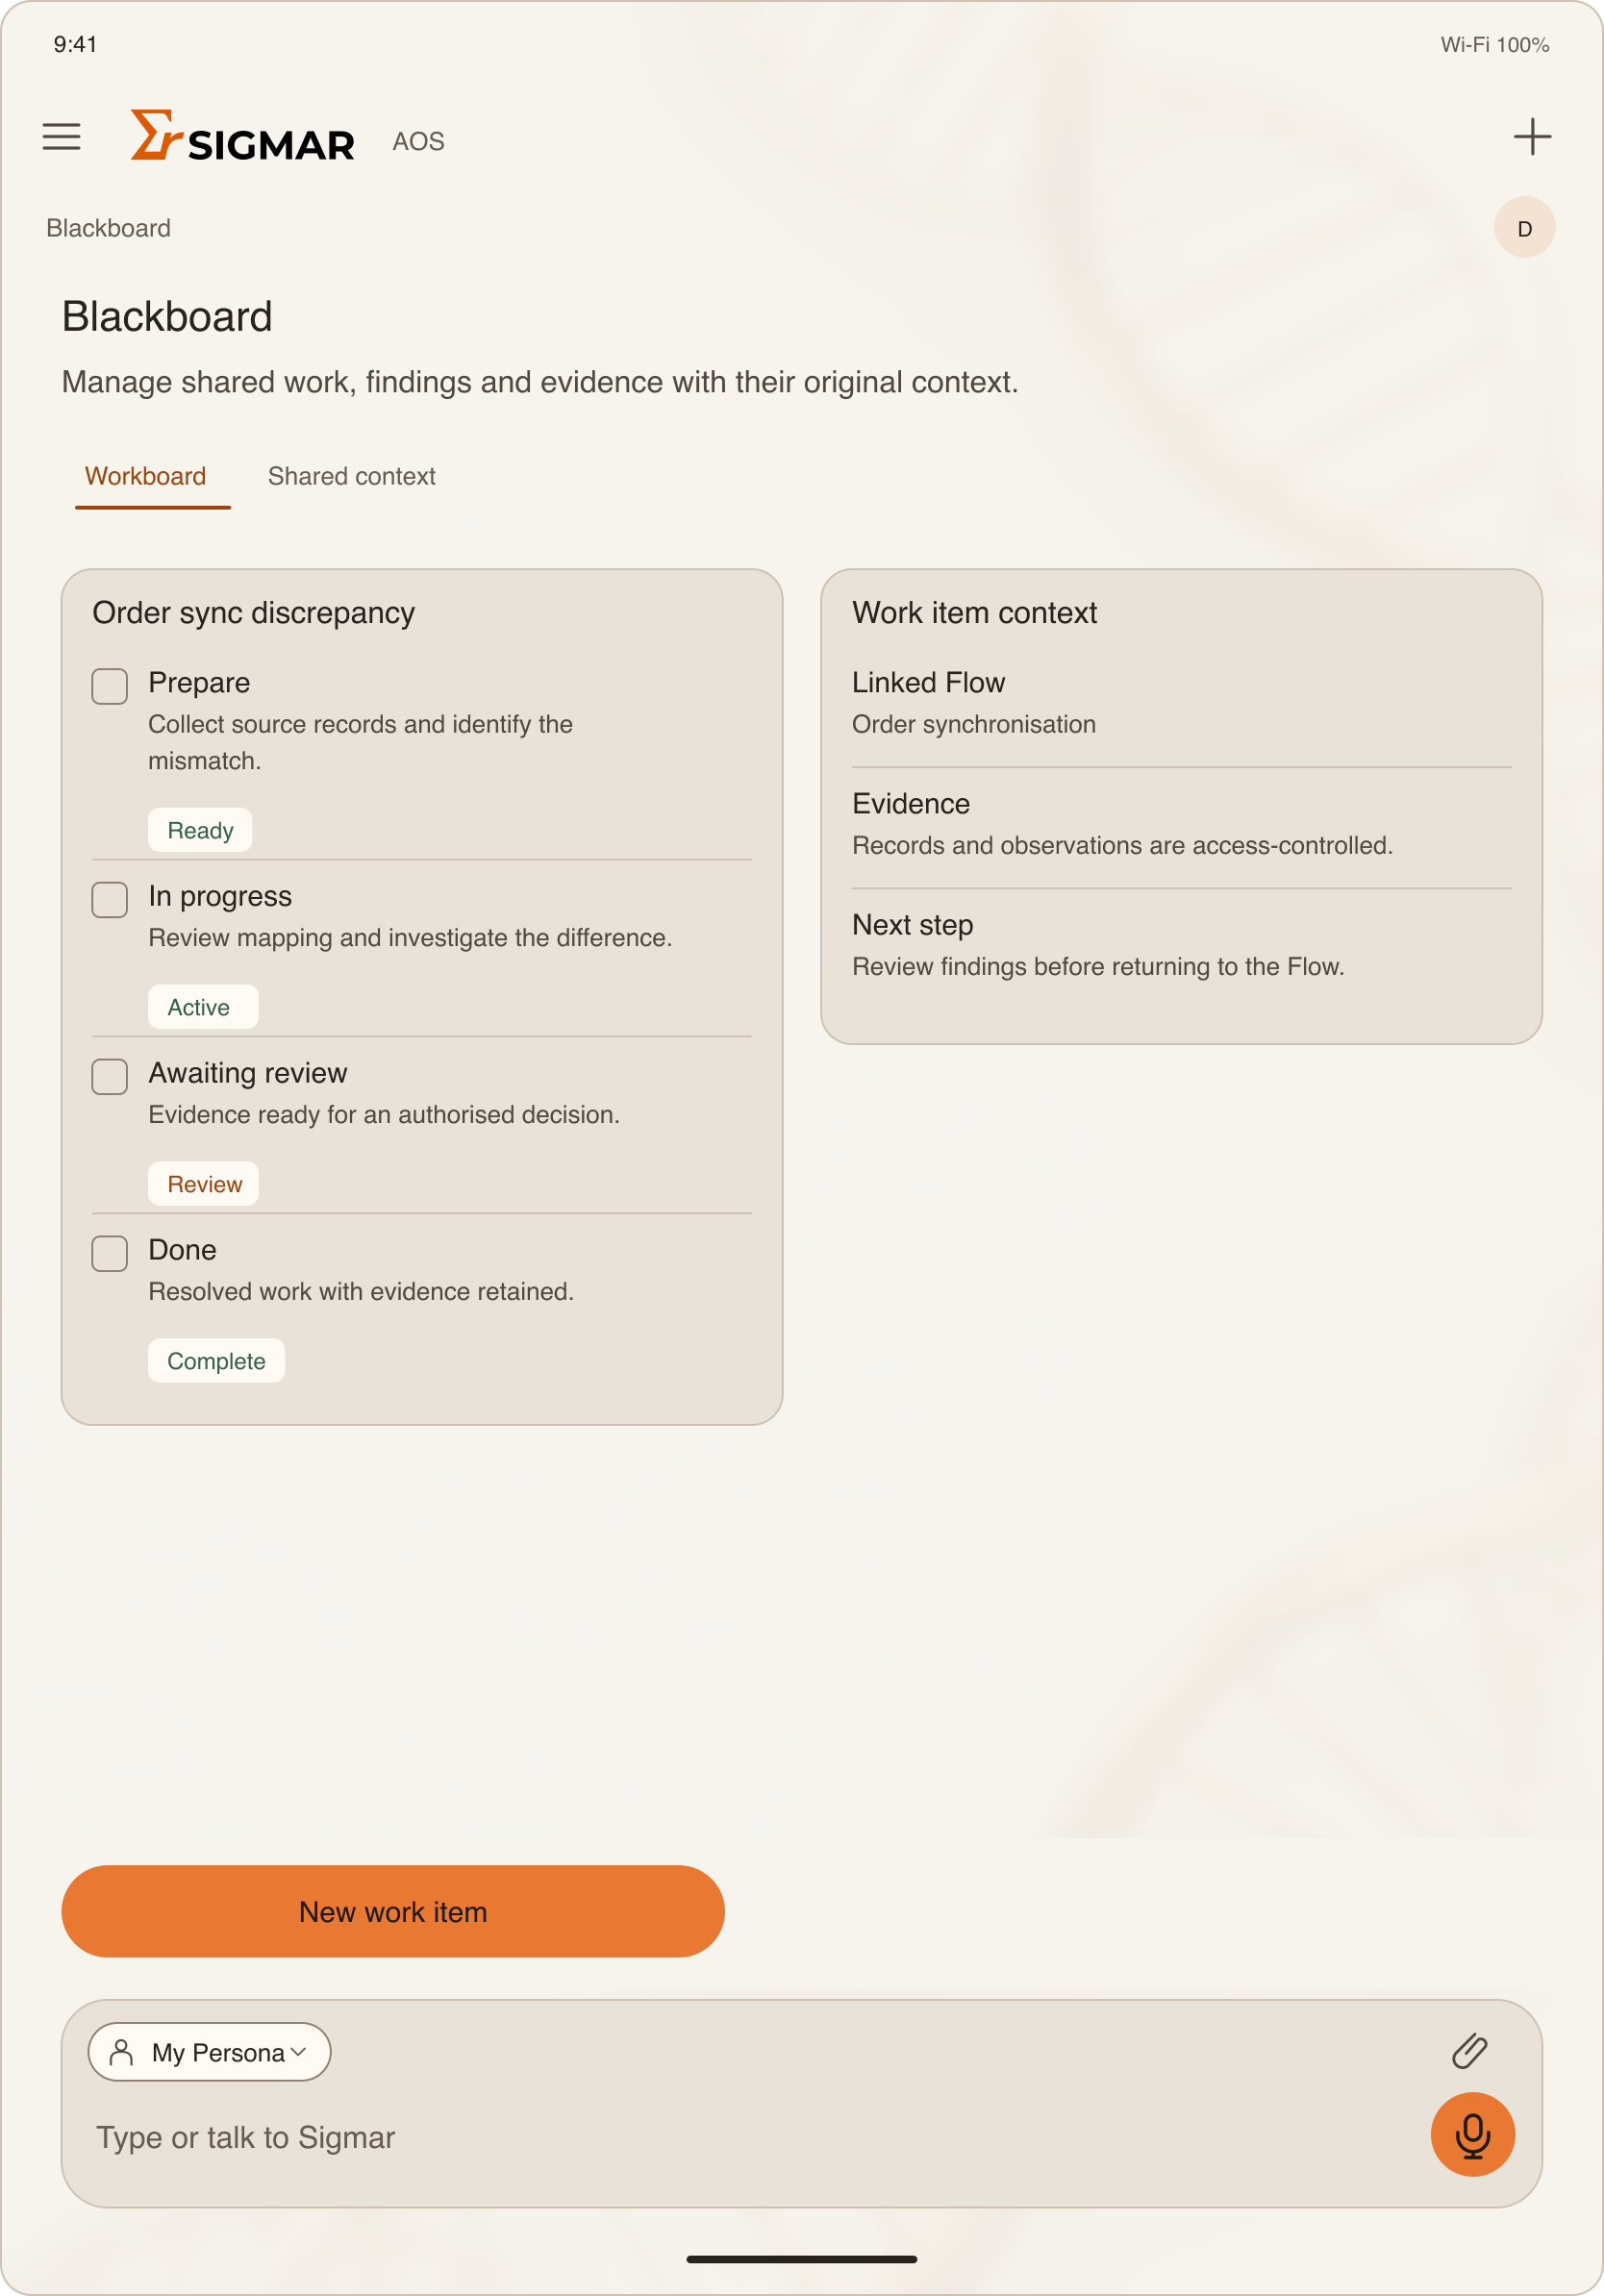 9:41
Wi-Fi 100%
Σr SIGMAR AOS
Blackboard
D
Blackboard
Manage shared work, findings and evidence with their original context.
Workboard
Shared context
Order sync discrepancy
Prepare
Collect source records and identify the
mismatch.
Ready
In progress
Review mapping and investigate the difference.
Active
Awaiting review
Evidence ready for an authorised decision.
Review
Done
Resolved work with evidence retained.
Complete
Work item context
Linked Flow
Order synchronisation
Evidence
Records and observations are access-controlled.
Next step
Review findings before returning to the Flow.
New work item
My Persona
Type or talk to Sigmar